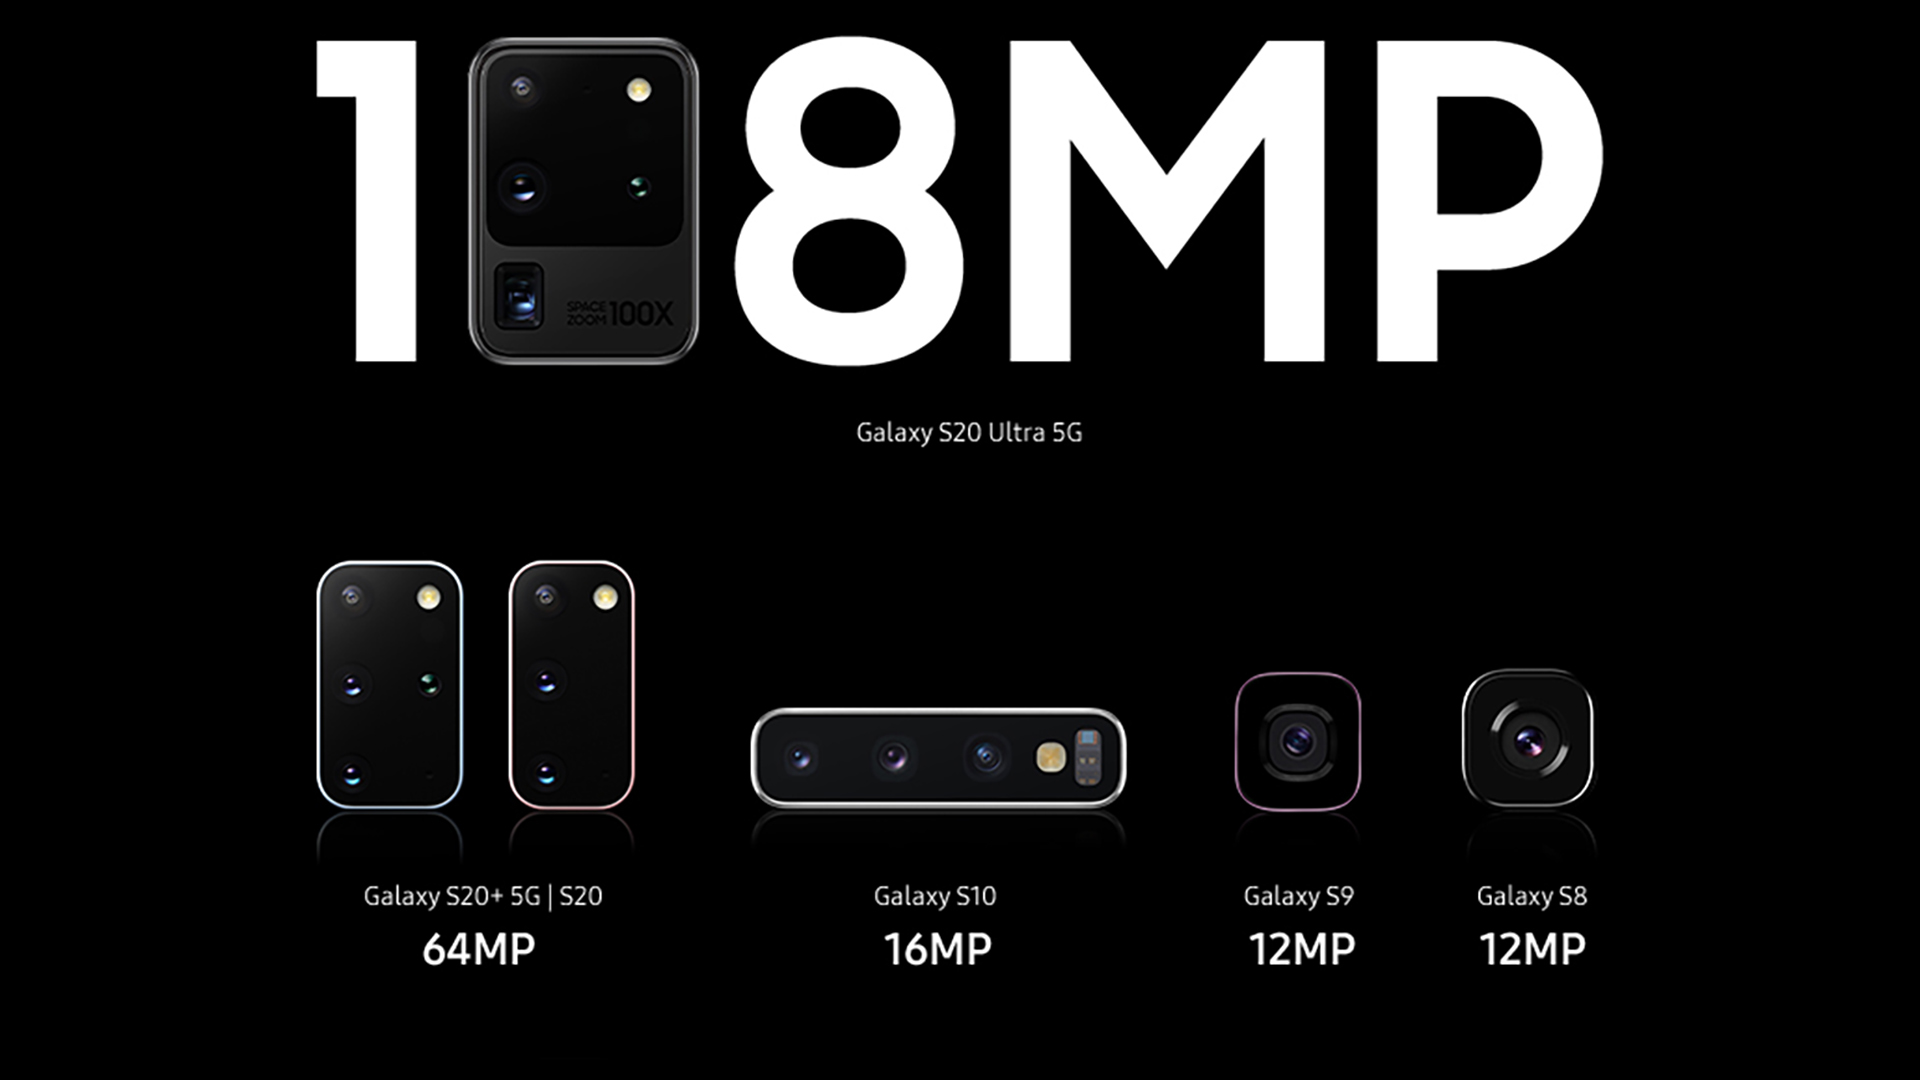 108MP
SPACE ZOOM 100X
Galaxy S20 Ultra 5G
Galaxy S20+ 5G | S20
64MP
Galaxy S10
16MP
Galaxy S9
12MP
Galaxy S8
12MP